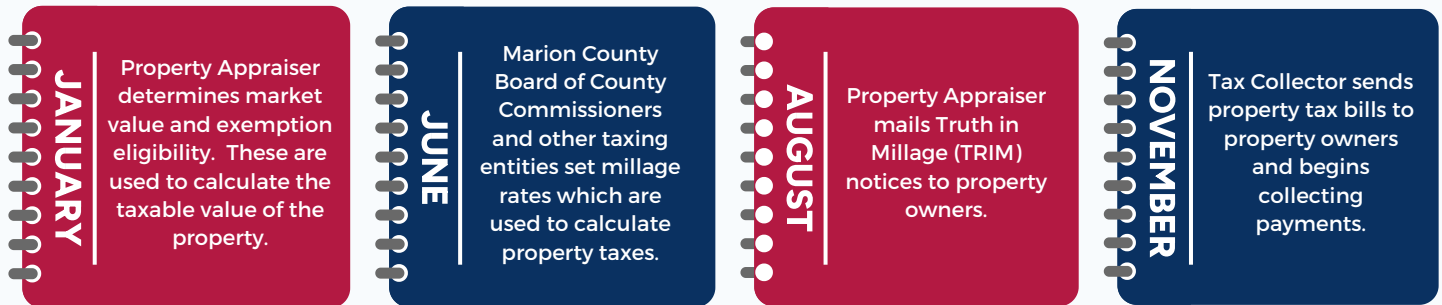 JANUARY
Property Appraiser
determines market
value and exemption
eligibility.  These are
used to calculate the
taxable value of the
property.
JUNE
Marion County
Board of County
Commissioners
and other taxing
entities set millage
rates which are
used to calculate
property taxes.
AUGUST
Property Appraiser
mails Truth in
Millage (TRIM)
notices to property
owners.
NOVEMBER
Tax Collector sends
property tax bills to
property owners
and begins
collecting
payments.